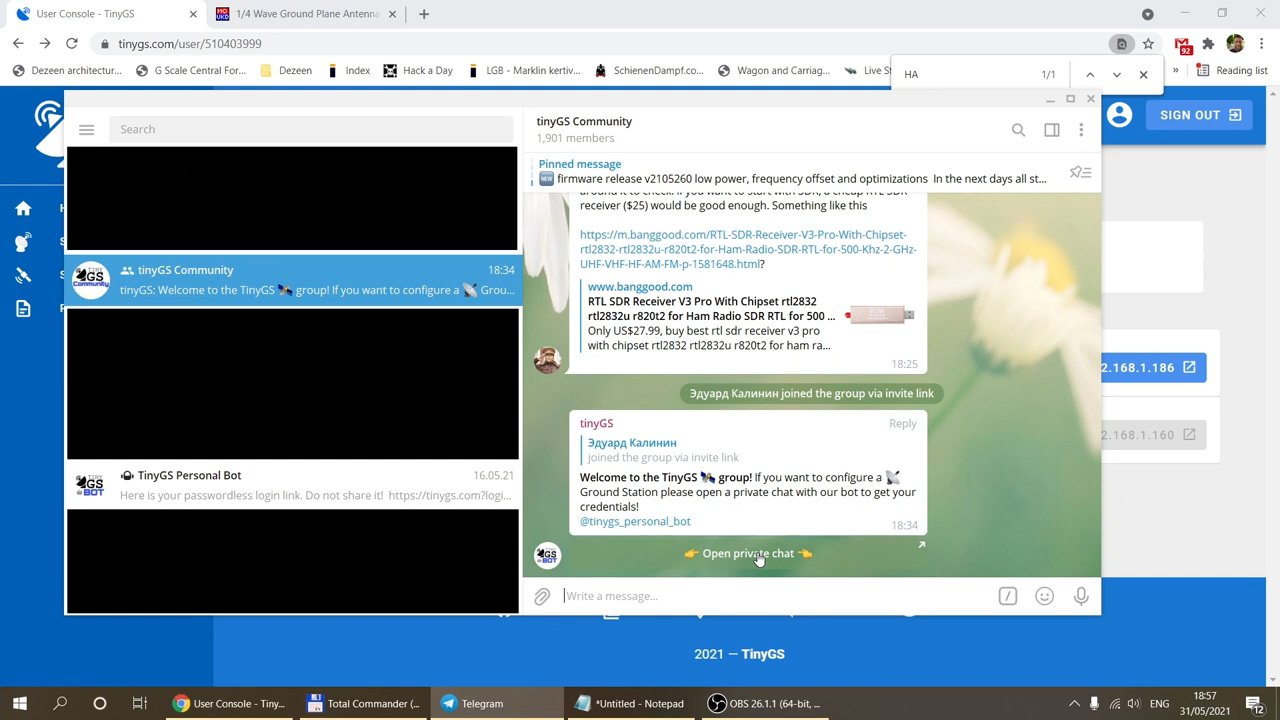 User Console - TinyGS
1/4 Wave Ground Plane Antenna
tinygs.com/user/510403999
92
Dezeen architectur...
G Scale Central For...
Dezeen
Index
Hack a Day
LGB - Marklin kertiv...
SchienenDampf.co...
Wagon and Carriag...
Live St
»
Reading list
HA
1/1
SIGN OUT
Search
tinyGS Community
1,901 members
Pinned message
NEW firmware release v2105260 low power, frequency offset and optimizations In the next days all st...
receiver ($25) would be good enough. Something like this
https://m.banggood.com/RTL-SDR-Receiver-V3-Pro-With-Chipset-
rtl2832-rtl2832u-r820t2-for-Ham-Radio-SDR-RTL-for-500-Khz-2-GHz-
UHF-VHF-HF-AM-FM-p-1581648.html?
www.banggood.com
RTL SDR Receiver V3 Pro With Chipset rtl2832
rtl2832u r820t2 for Ham Radio SDR RTL for 500 ...
Only US$27.99, buy best rtl sdr receiver v3 pro
with chipset rtl2832 rtl2832u r820t2 for ham ra...
18:25
Эдуард Калинин joined the group via invite link
tinyGS
Reply
Эдуард Калинин
joined the group via invite link
Welcome to the TinyGS 🛰 group! If you want to configure a 📡
Ground Station please open a private chat with our bot to get your
credentials!
@tinygs_personal_bot
18:34
👉 Open private chat 👈
Write a message...
tinyGS Community
18:34
tinyGS: Welcome to the TinyGS 🛰 group! If you want to configure a 📡 Grou...
TinyGS Personal Bot
16.05.21
Here is your passwordless login link. Do not share it! https://tinygs.com?logi...
GS
Community
GS
BOT
GS
BOT
2.168.1.186
2.168.1.160
2021 — TinyGS
User Console - Tiny...
Total Commander (...
Telegram
*Untitled - Notepad
OBS 26.1.1 (64-bit, ...
ENG
18:57
31/05/2021
12